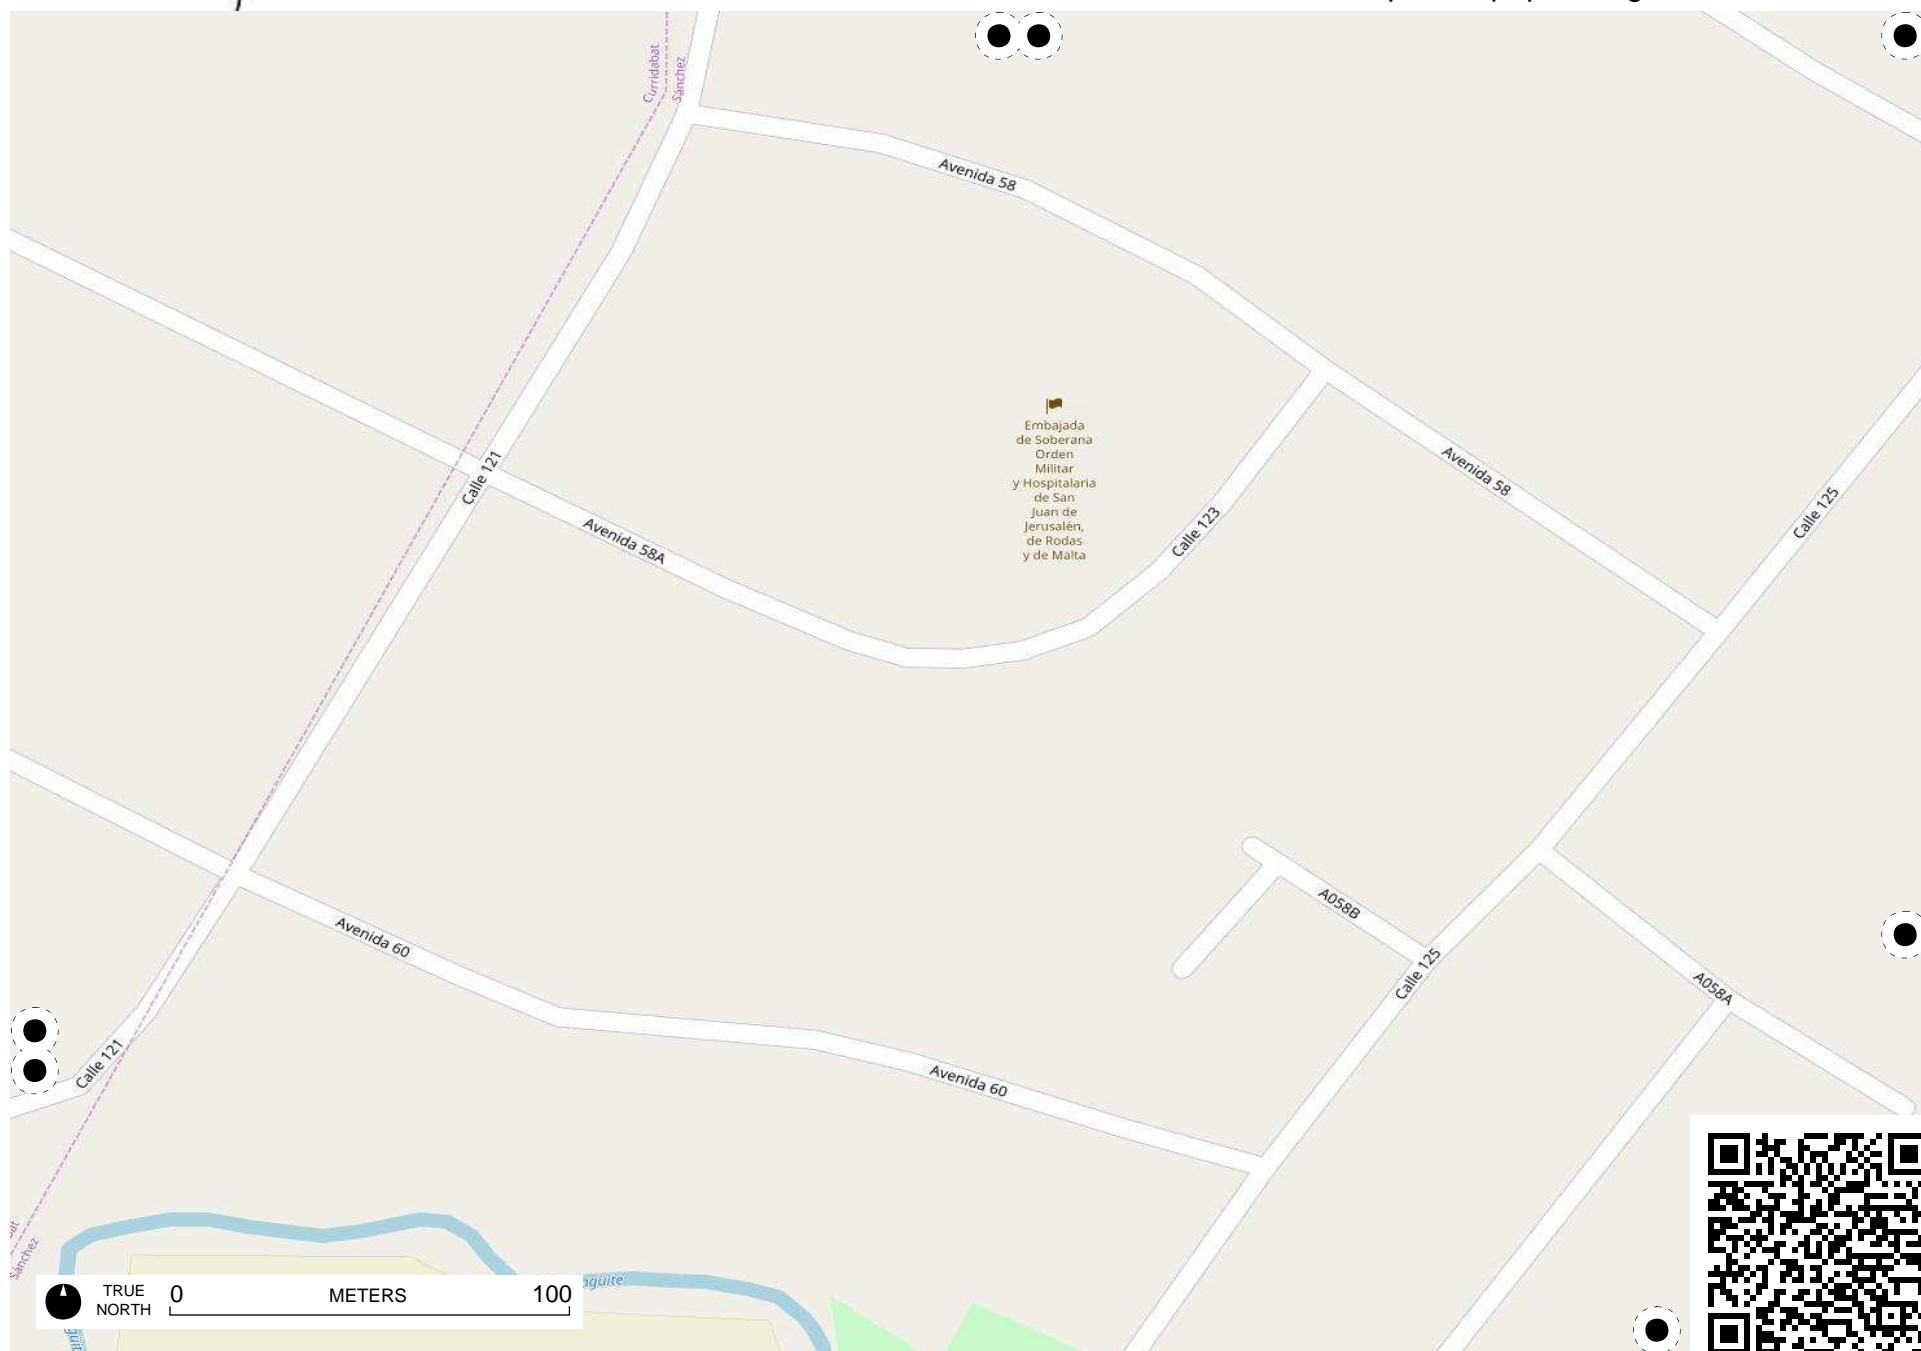 Curridabat
Sánchez
Avenida 58
Embajada
de Soberana
Orden
Militar
y Hospitalaria
de San
Juan de
Jerusalén,
de Rodas
y de Malta
Calle 121
Avenida 58
Calle 125
Calle 123
Avenida 58A
A058B
Avenida 60
Calle 125
A058A
Calle 121
Avenida 60
Sánchez
TRUE
NORTH
0 METERS 100